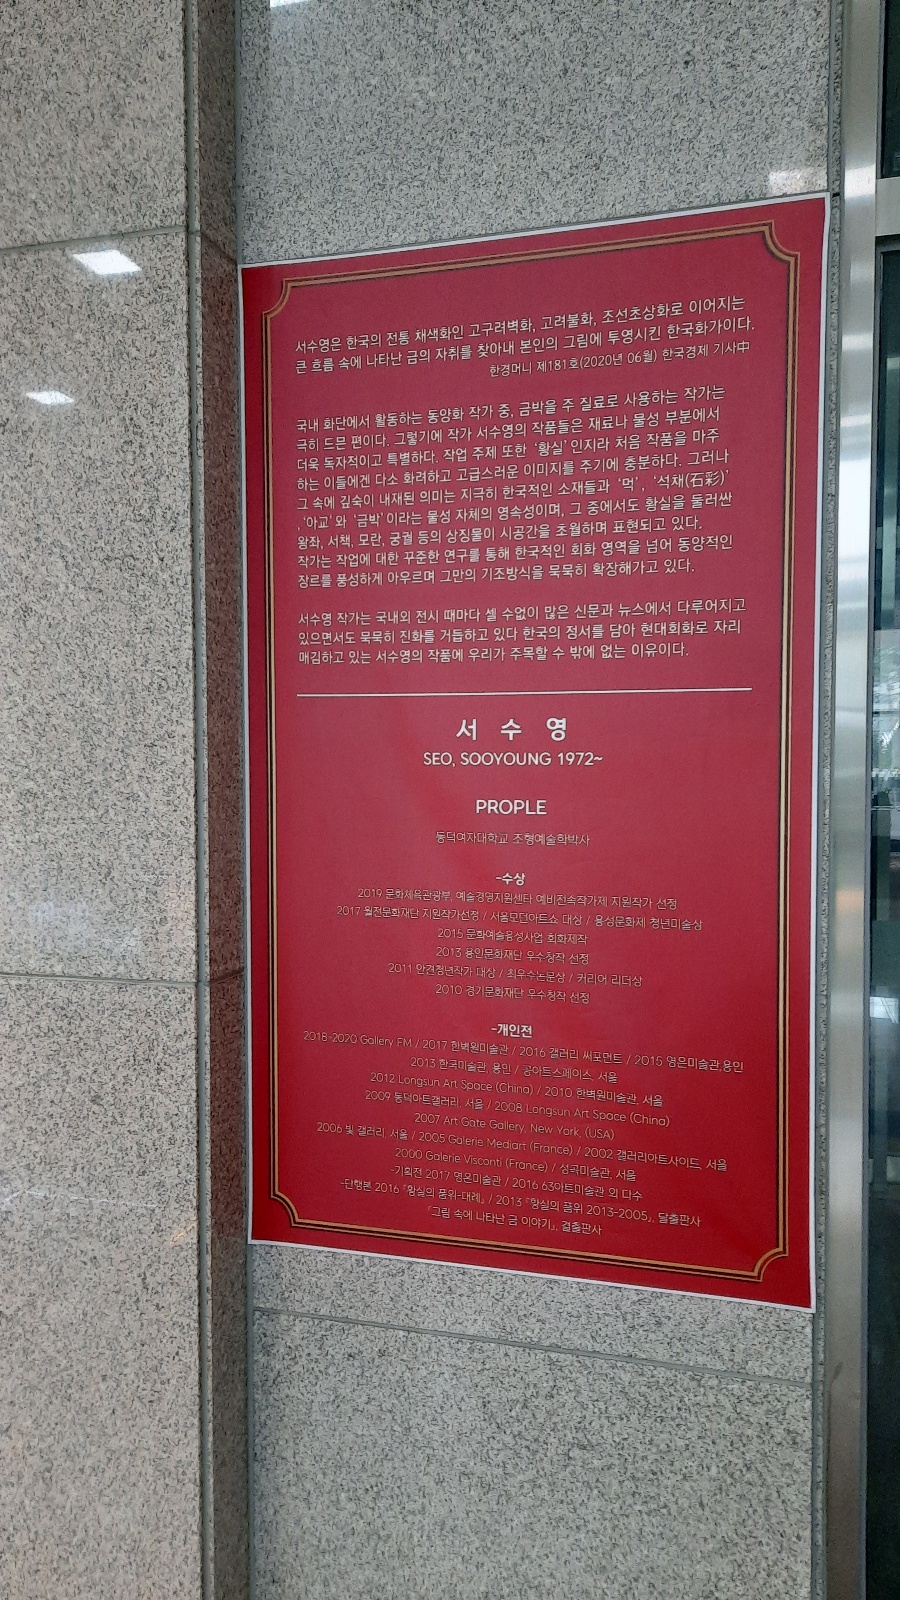 서수영은 한국의 전통 채색화인 고구려벽화, 고려불화, 조선초상화로 이어지는
큰 흐름 속에 나타난 금의 자취를 찾아내 본인의 그림에 투영시킨 한국화가이다.
한경머니 제181호(2020년 06월) 한국경제 기사中
국내 화단에서 활동하는 동양화 작가 중, 금박을 주 질료로 사용하는 작가는
극히 드믄 편이다. 그렇기에 작가 서수영의 작품들은 재료나 물성 부분에서
더욱 독자적이고 특별하다. 작업 주제 또한 '황실' 인지라 처음 작품을 마주
하는 이들에겐 다소 화려하고 고급스러운 이미지를 주기에 충분하다. 그러나
그 속에 깊숙이 내재된 의미는 지극히 한국적인 소재들과 '먹', '석채(石彩)'
, '아교' 와 '금박' 이라는 물성 자체의 영속성이며, 그 중에서도 황실을 둘러싼
왕좌, 서책, 모란, 궁궐 등의 상징물이 시공간을 초월하며 표현되고 있다.
작가는 작업에 대한 꾸준한 연구를 통해 한국적인 회화 영역을 넘어 동양적인
장르를 풍성하게 아우르며 그만의 기조방식을 묵묵히 확장해가고 있다.
서수영 작가는 국내외 전시 때마다 셀 수없이 많은 신문과 뉴스에서 다루어지고
있으면서도 묵묵히 진화를 거듭하고 있다 한국의 정서를 담아 현대회화로 자리
매김하고 있는 서수영의 작품에 우리가 주목할 수 밖에 없는 이유이다.
서 수 영
SEO, SOOYOUNG 1972~
PROPLE
동덕여자대학교 조형예술학박사
-수상
2019 문화체육관광부, 예술경영지원센타 예비전속작가제 지원작가 선정
2017 월전문화재단 지원작가선정 / 서울모던아트쇼 대상 / 용성문화제 청년미술상
2015 문화예술융성사업 회화제작
2013 용인문화재단 우수창작 선정
2011 안견청년작가 대상 / 최우수논문상 / 커리어 리더상
2010 경기문화재단 우수창작 선정
-개인전
2018-2020 Gallery FM / 2017 한벽원미술관 / 2016 갤러리 써포먼트 / 2015 영은미술관,용인
2013 한국미술관, 용인 / 공아트스페이스, 서울
2012 Longsun Art Space (China) / 2010 한벽원미술관, 서울
2009 동덕아트갤러리, 서울 / 2008 Longsun Art Space (China)
2007 Art Gate Gallery, New York, (USA)
2006 빛 갤러리, 서울 / 2005 Galerie Mediart (France) / 2002 갤러리아트사이드, 서울
2000 Galerie Visconti (France) / 성곡미술관, 서울
-기획전 2017 영은미술관 / 2016 63아트미술관 외 다수
-단행본 2016 『황실의 품위-대례』 / 2013 『황실의 품위 2013-2005』, 달출판사
『그림 속에 나타난 금 이야기』, 결출판사